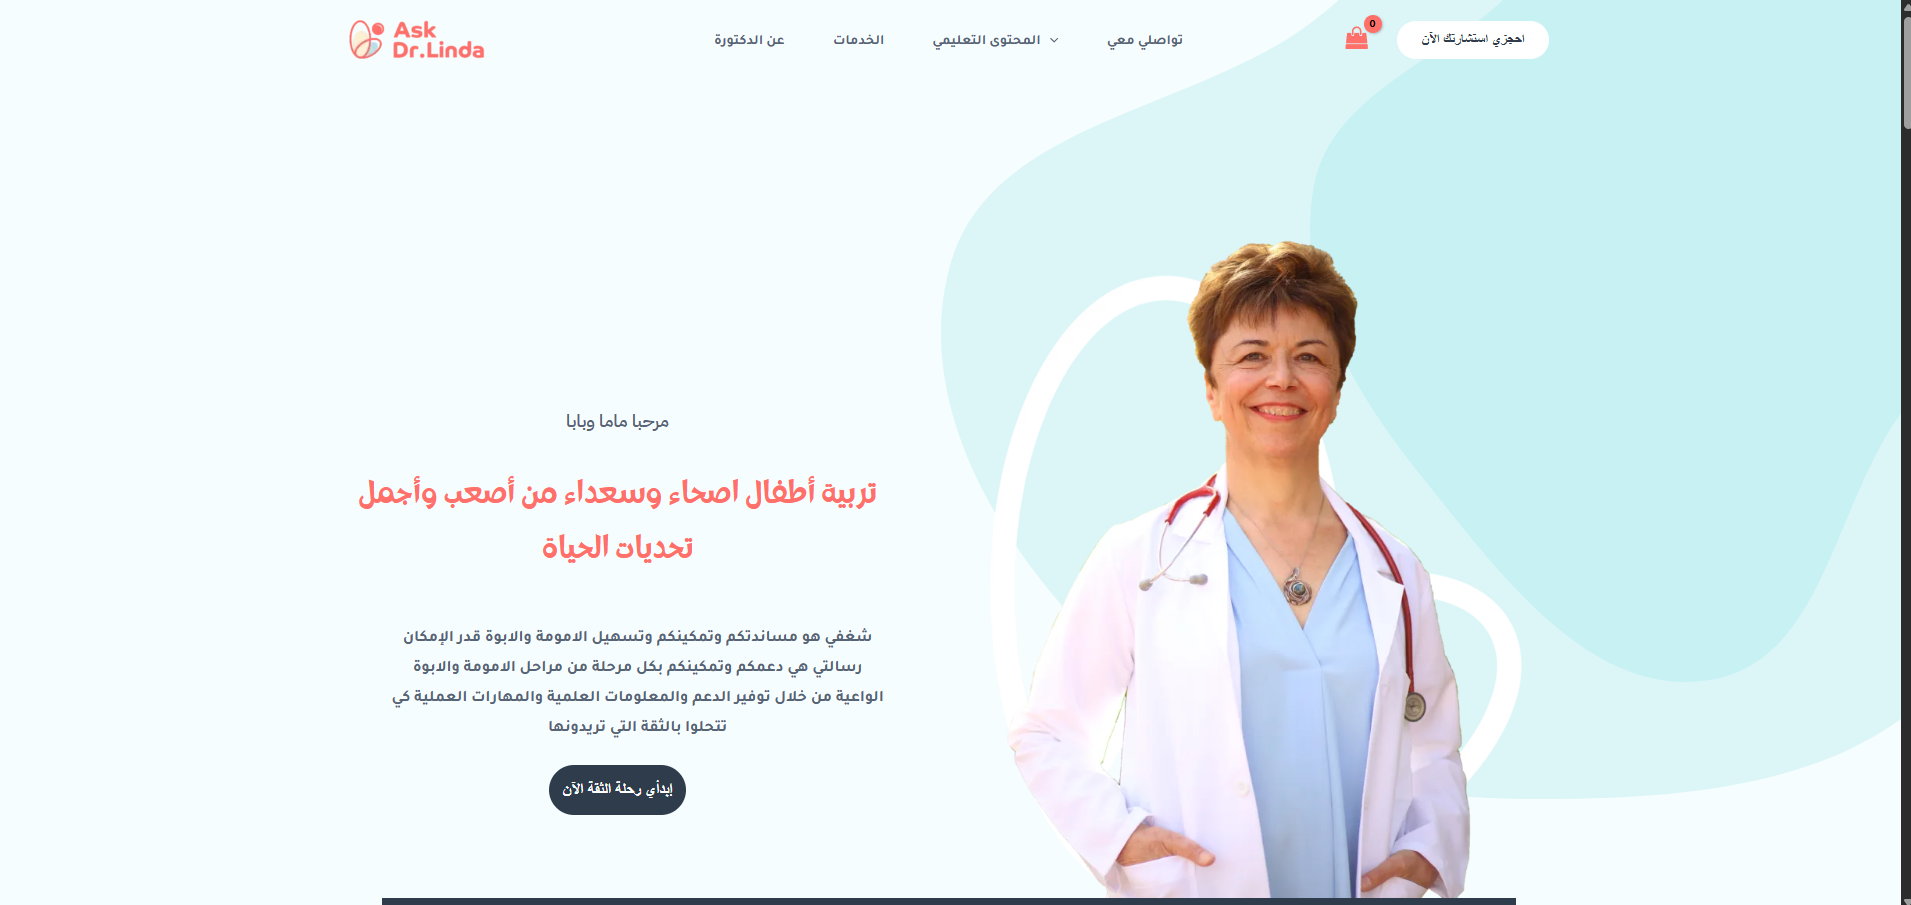 Ask
Dr.Linda
عن الدكتورة
الخدمات
المحتوى التعليمي
تواصلي معي
0
احجزي استشارتك الآن
مرحبا ماما وبابا
تربية أطفال اصحاء وسعداء من أصعب وأجمل
تحديات الحياة
شغفي هو مساندتكم وتمكينكم وتسهيل الامومة والابوة قدر الإمكان
رسالتي هي دعمكم وتمكينكم بكل مرحلة من مراحل الامومة والابوة
الواعية من خلال توفير الدعم والمعلومات العلمية والمهارات العملية كي
تتحلوا بالثقة التي تريدونها
إبدأي رحلة الثقة الآن